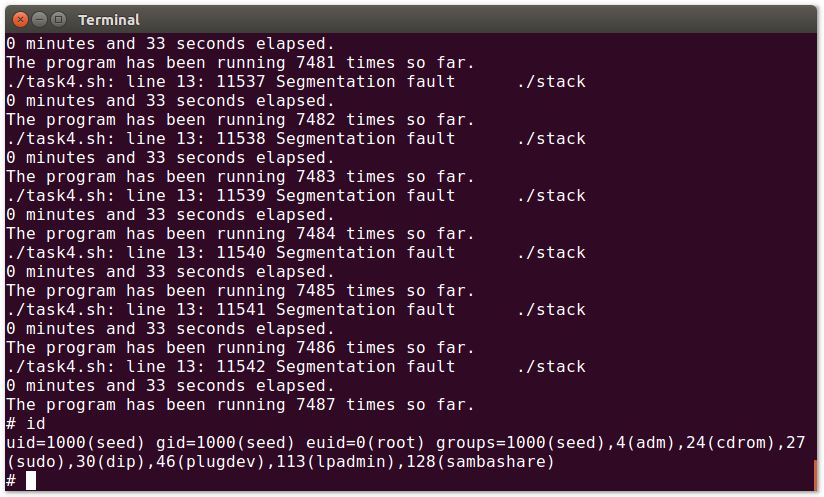 Terminal
0 minutes and 33 seconds elapsed.
The program has been running 7481 times so far.
./task4.sh: line 13: 11537 Segmentation fault      ./stack
0 minutes and 33 seconds elapsed.
The program has been running 7482 times so far.
./task4.sh: line 13: 11538 Segmentation fault      ./stack
0 minutes and 33 seconds elapsed.
The program has been running 7483 times so far.
./task4.sh: line 13: 11539 Segmentation fault      ./stack
0 minutes and 33 seconds elapsed.
The program has been running 7484 times so far.
./task4.sh: line 13: 11540 Segmentation fault      ./stack
0 minutes and 33 seconds elapsed.
The program has been running 7485 times so far.
./task4.sh: line 13: 11541 Segmentation fault      ./stack
0 minutes and 33 seconds elapsed.
The program has been running 7486 times so far.
./task4.sh: line 13: 11542 Segmentation fault      ./stack
0 minutes and 33 seconds elapsed.
The program has been running 7487 times so far.
# id
uid=1000(seed) gid=1000(seed) euid=0(root) groups=1000(seed),4(adm),24(cdrom),27
(sudo),30(dip),46(plugdev),113(lpadmin),128(sambashare)
#